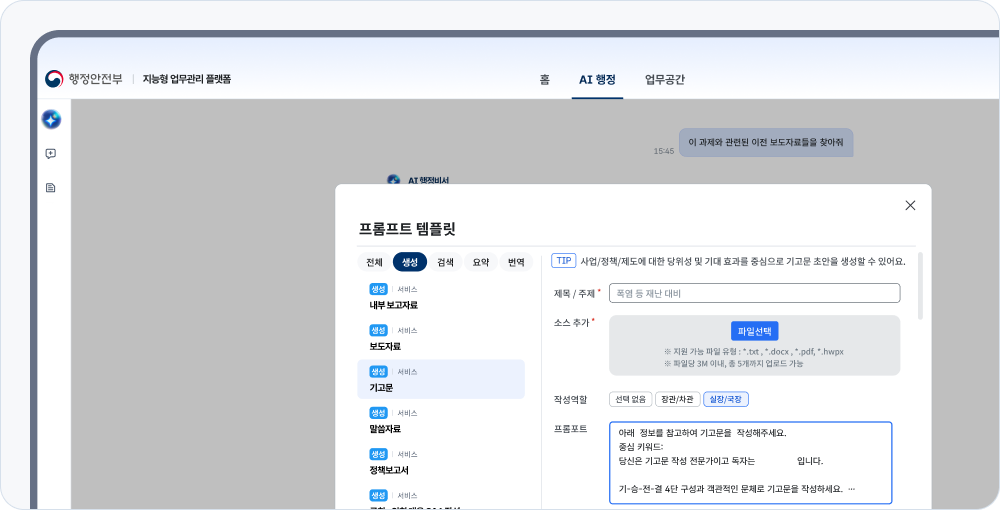 행정안전부
지능형 업무관리 플랫폼
홈
AI 행정
업무공간
이 과제와 관련된 이전 보도자료들을 찾아줘
15:45
AI 행정비서
프롬프트 템플릿
전체 생성 검색 요약 번역
생성 서비스
내부 보고자료
생성 서비스
보도자료
생성 서비스
기고문
생성 서비스
말씀자료
생성 서비스
정책보고서
생성 서비스
TIP 사업/정책/제도에 대한 당위성 및 기대 효과를 중심으로 기고문 초안을 생성할 수 있어요.
제목 / 주제 * 폭염 등 재난 대비
소스 추가 *
파일선택
※ 지원 가능 파일 유형 : *.txt , *.docx , *.pdf, *.hwpx
※ 파일당 3M 이내, 총 5개까지 업로드 가능
작성역할 선택 없음 장관/차관 실장/국장
프롬포트
아래 정보를 참고하여 기고문을 작성해주세요.
중심 키워드:
당신은 기고문 작성 전문가이고 독자는 입니다.
기-승-전-결 4단 구성과 객관적인 문체로 기고문을 작성하세요. ···